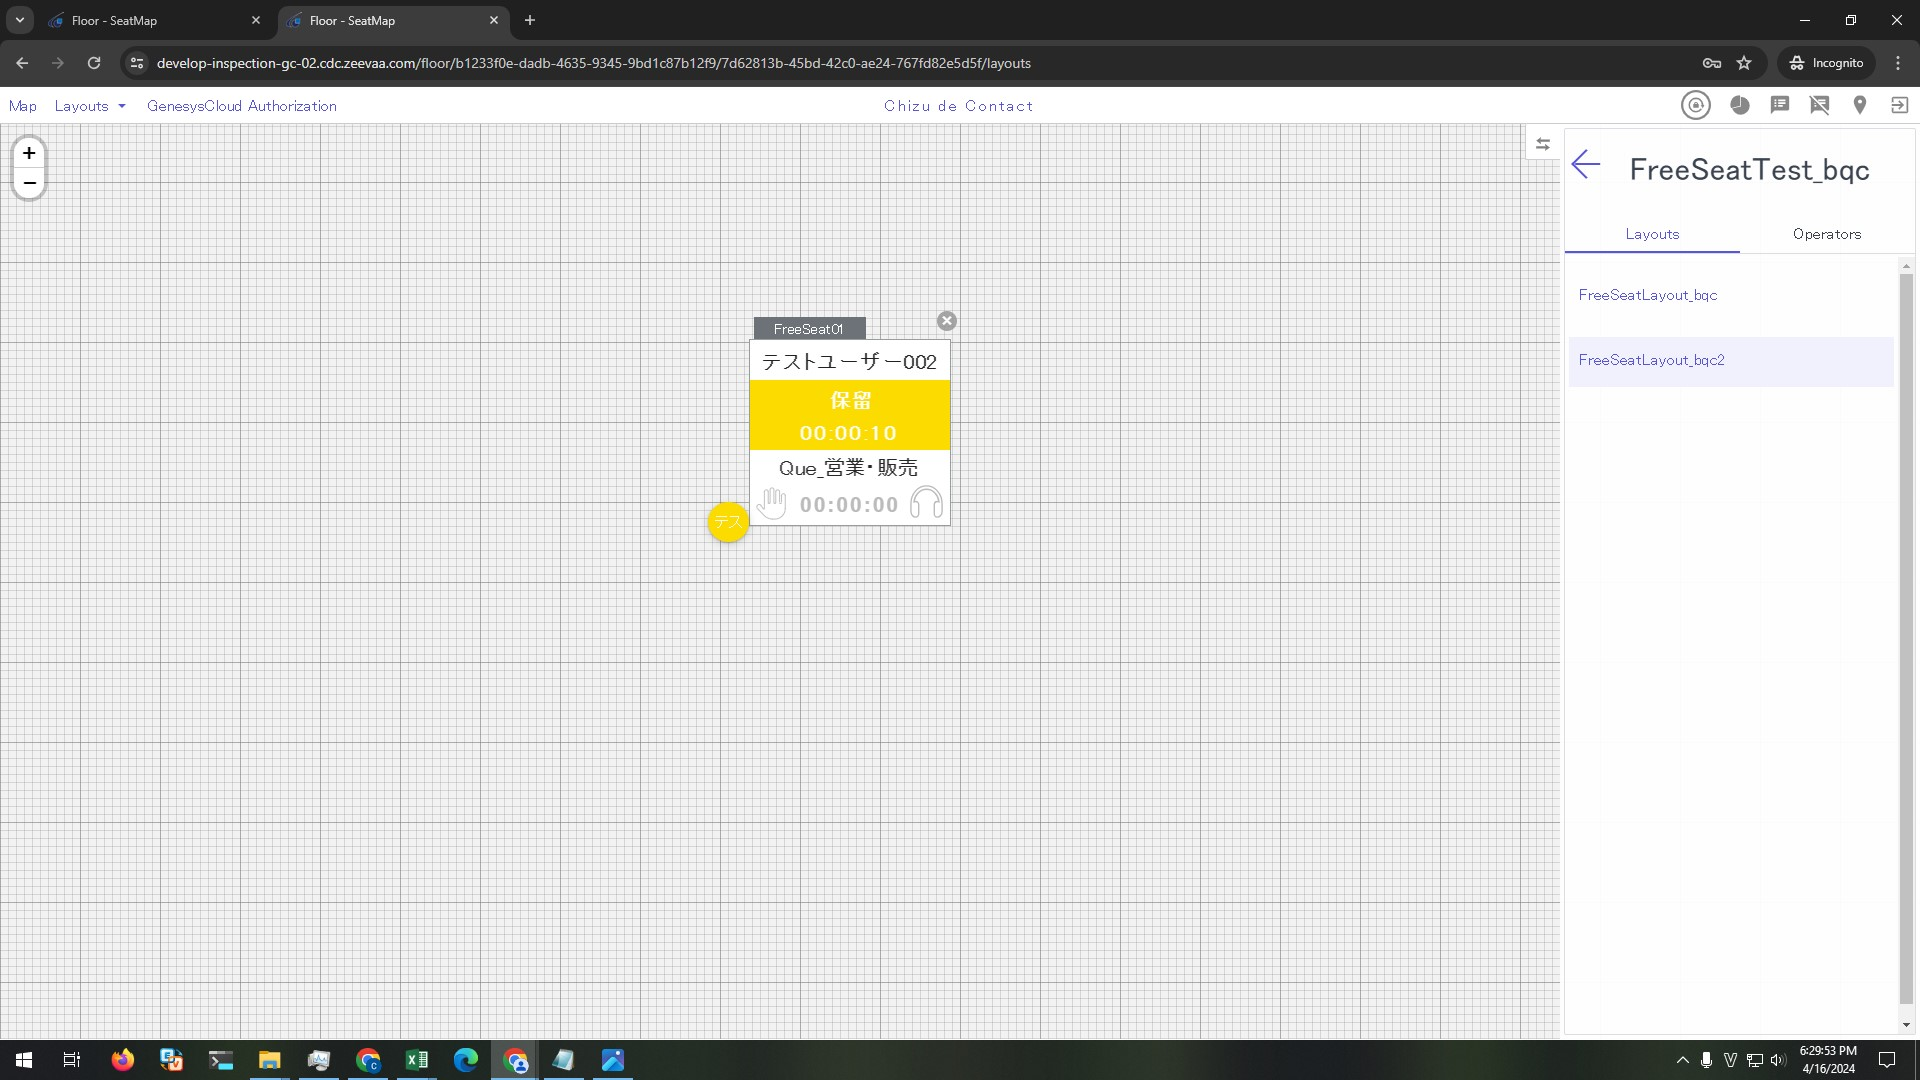 Floor - SeatMap
Floor - SeatMap
develop-inspection-gc-02.cdc.zeevaa.com/floor/b1233f0e-dadb-4635-9345-9bd1c87b12f9/7d62813b-45bd-42c0-ae24-767fd82e5d5f/layouts
Incognito
Map
Layouts
GenesysCloud Authorization
Chizu de Contact
+
−
FreeSeatTest_bqc
Layouts
Operators
FreeSeatLayout_bqc
FreeSeatLayout_bqc2
FreeSeat01
テストユーザー002
保留
00:00:10
Que_営業・販売
00:00:00
テス
6:29:53 PM
4/16/2024